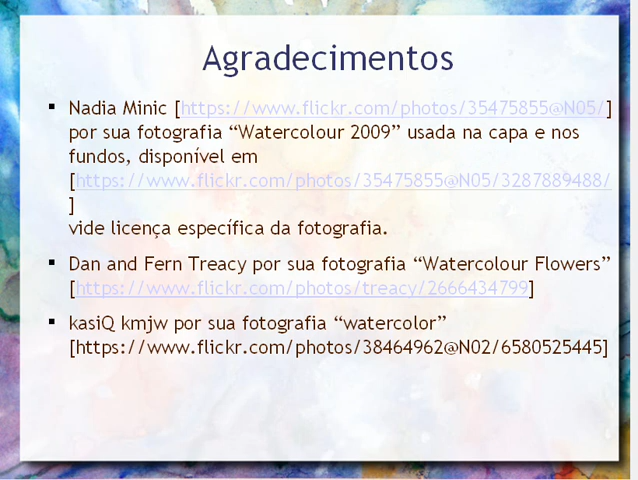 Agradecimentos
Nadia Minic [https://www.flickr.com/photos/35475855@N05/]
por sua fotografia “Watercolour 2009” usada na capa e nos
fundos, disponível em
[https://www.flickr.com/photos/35475855@N05/3287889488/
]
vide licença específica da fotografia.
Dan and Fern Treacy por sua fotografia “Watercolour Flowers”
[https://www.flickr.com/photos/treacy/2666434799]
kasiQ kmjw por sua fotografia “watercolor”
[https://www.flickr.com/photos/38464962@N02/6580525445]